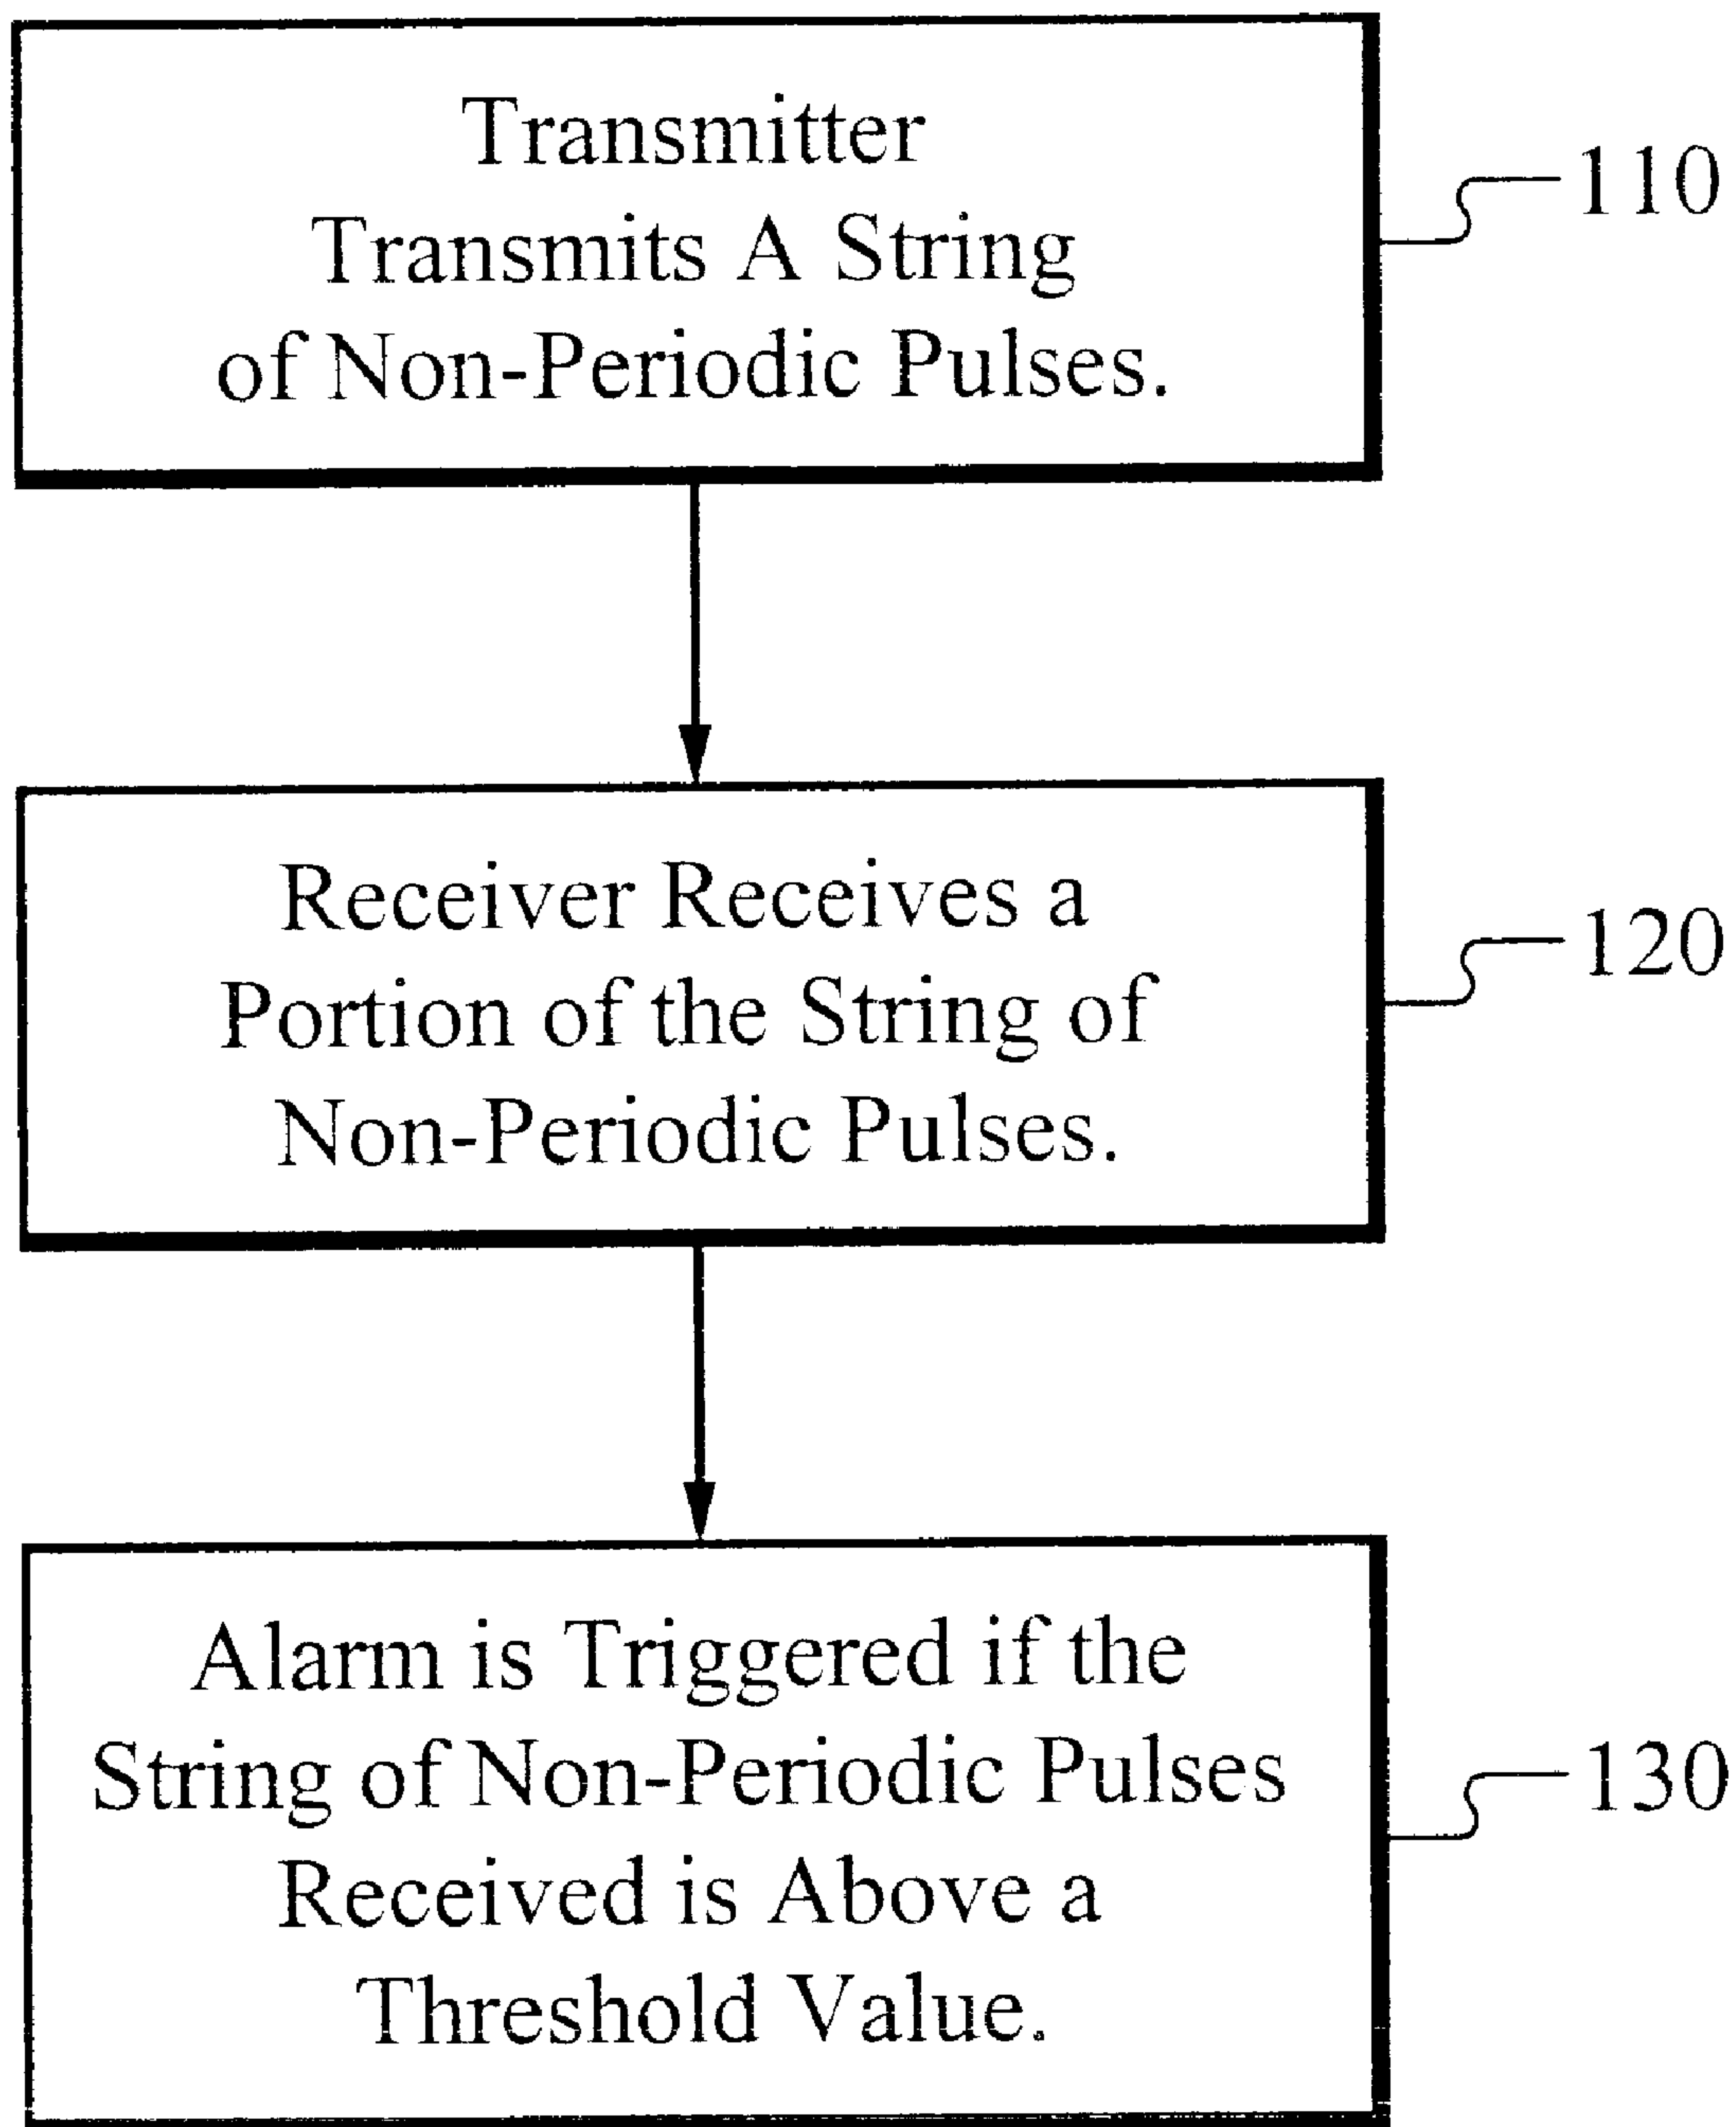 Transmitter
Transmits A String
of Non-Periodic Pulses.
110
Receiver Receives a
Portion of the String of
Non-Periodic Pulses.
120
Alarm is Triggered if the
String of Non-Periodic Pulses
Received is Above a
Threshold Value.
130